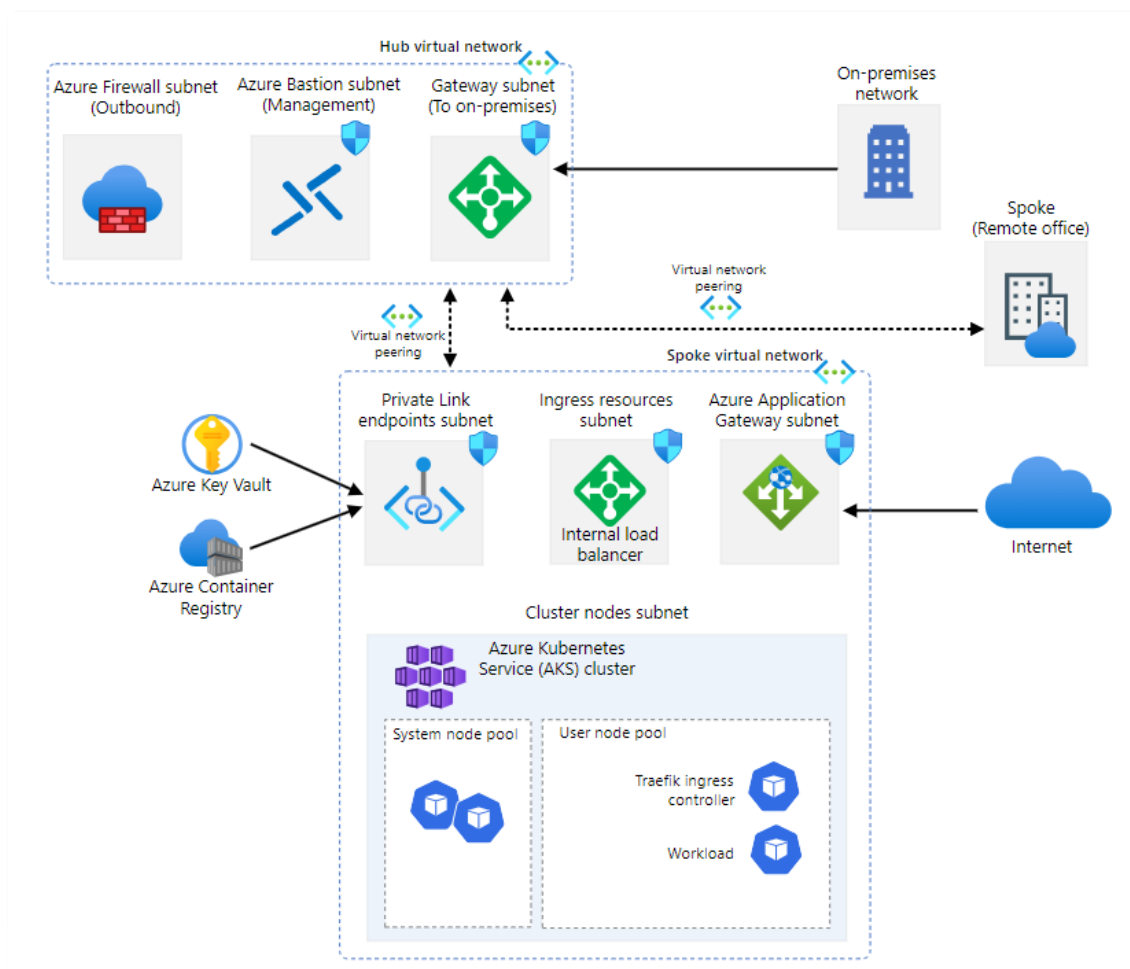 Hub virtual network
Azure Firewall subnet
(Outbound)
Azure Bastion subnet
(Management)
Gateway subnet
(To on-premises)
On-premises
network
Spoke
(Remote office)
Virtual network
peering
Virtual network
peering
Spoke virtual network
Private Link
endpoints subnet
Ingress resources
subnet
Azure Application
Gateway subnet
Azure Key Vault
Internal load
balancer
Internet
Azure Container
Registry
Cluster nodes subnet
Azure Kubernetes
Service (AKS) cluster
System node pool
User node pool
Traefik ingress
controller
Workload